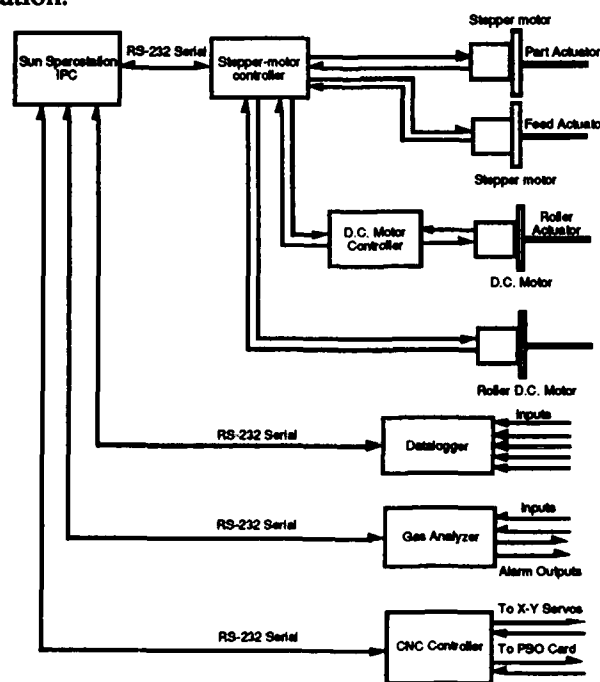 ution.
Stepper motor
RS-232 Serial
Sun Sparcstation
IPC
Stepper-motor
controller
Part Actuator
Feed Actuator
Stepper motor
D.C. Motor
Controller
Roller
Actuator
D.C. Motor
Roller D.C. Motor
RS-232 Serial
Datalogger
Inputs
RS-232 Serial
Gas Analyzer
Inputs
Alarm Outputs
RS-232 Serial
CNC Controller
To X-Y Servos
To PSO Card